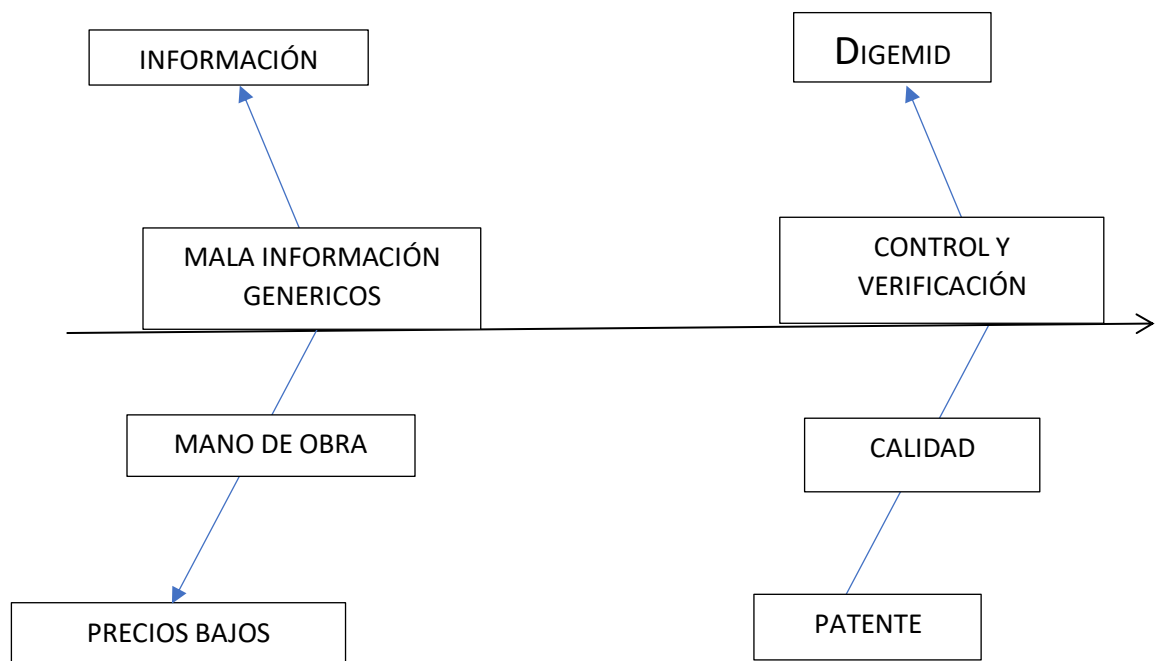 INFORMACIÓN
DIGEMID
MALA INFORMACIÓN
GENERICOS
CONTROL Y
VERIFICACIÓN
MANO DE OBRA
CALIDAD
PRECIOS BAJOS
PATENTE